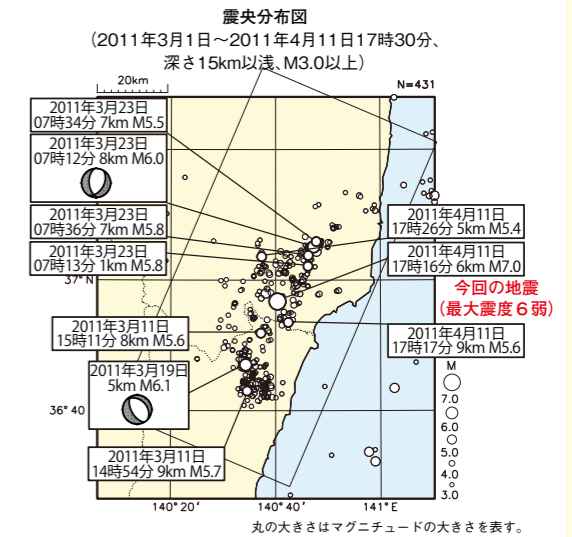 震央分布図
（2011年3月1日～2011年4月11日17時30分、
深さ15km以浅、M3.0以上）
20km
N=431
2011年3月23日
07時34分 7km M5.5
2011年3月23日
07時12分 8km M6.0
2011年3月23日
07時36分 7km M5.8
2011年3月23日
07時13分 1km M5.8
2011年4月11日
17時26分 5km M5.4
2011年4月11日
17時16分 6km M7.0
今回の地震
（最大震度６弱）
37°N
2011年3月11日
15時11分 8km M5.6
2011年4月11日
17時17分 9km M5.6
2011年3月19日
5km M6.1
36°40'
2011年3月11日
14時54分 9km M5.7
M
7.0
6.0
5.0
4.0
3.0
140°20'
140°40'
141°E
丸の大きさはマグニチュードの大きさを表す。